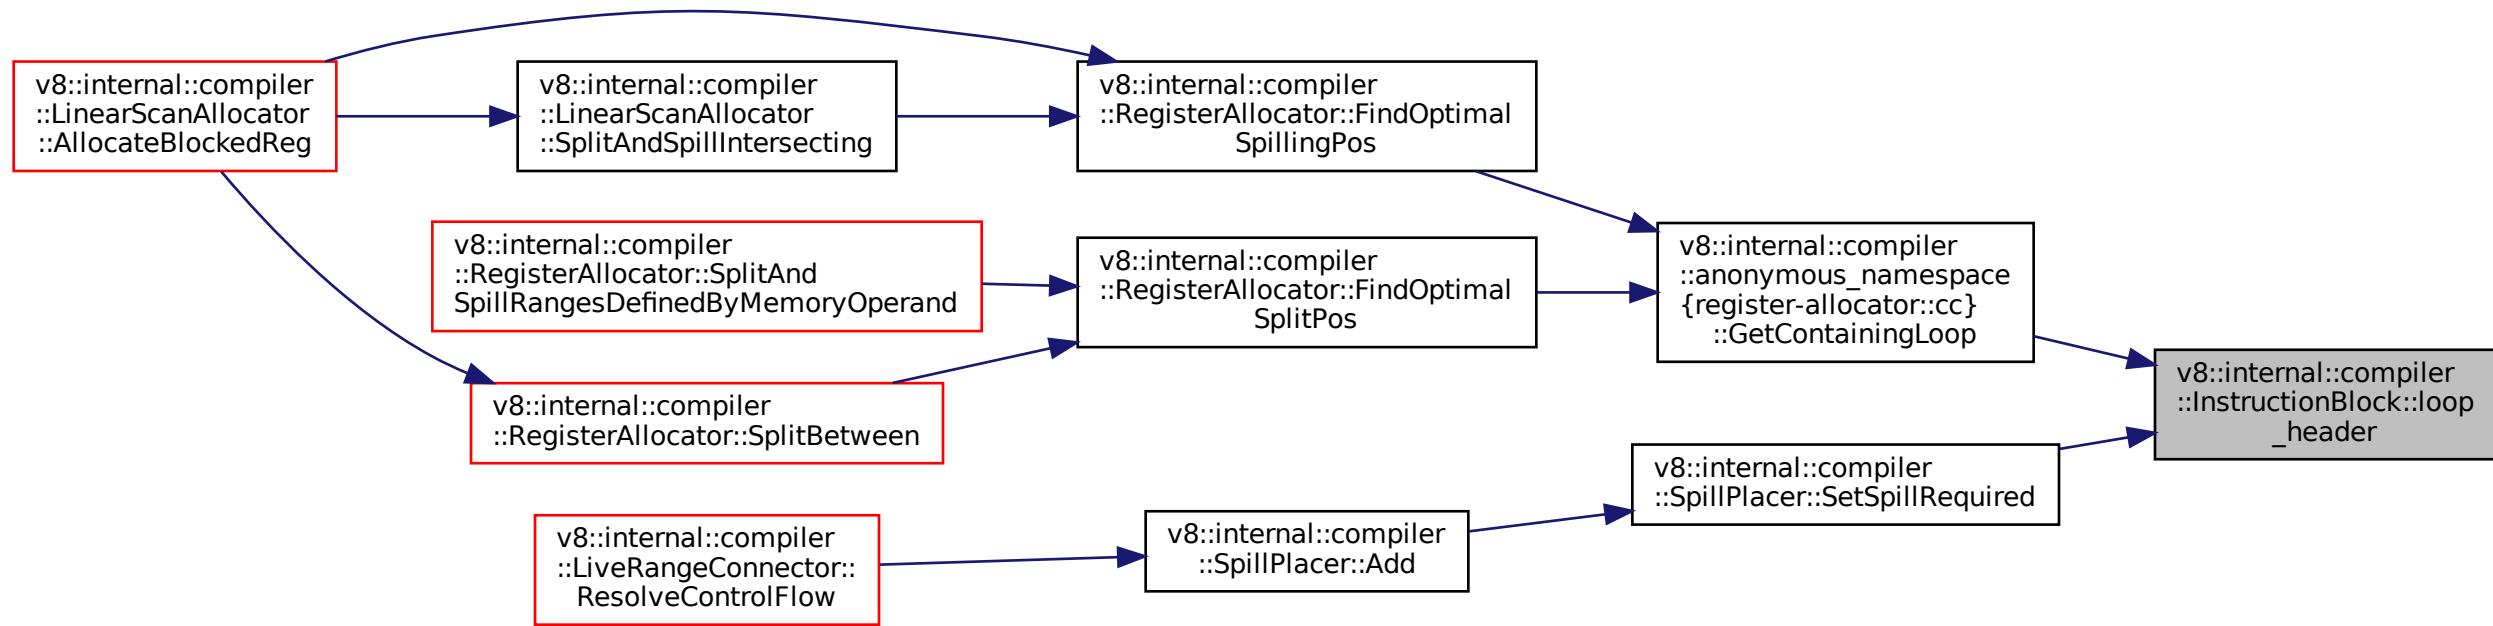 v8::internal::compiler
::LinearScanAllocator
::AllocateBlockedReg
v8::internal::compiler
::LinearScanAllocator
::SplitAndSpillIntersecting
v8::internal::compiler
::RegisterAllocator::FindOptimal
SpillingPos
v8::internal::compiler
::RegisterAllocator::SplitAnd
SpillRangesDefinedByMemoryOperand
v8::internal::compiler
::RegisterAllocator::FindOptimal
SplitPos
v8::internal::compiler
::anonymous_namespace
{register-allocator::cc}
::GetContainingLoop
v8::internal::compiler
::RegisterAllocator::SplitBetween
v8::internal::compiler
::InstructionBlock::loop
_header
v8::internal::compiler
::SpillPlacer::SetSpillRequired
v8::internal::compiler
::LiveRangeConnector::
ResolveControlFlow
v8::internal::compiler
::SpillPlacer::Add